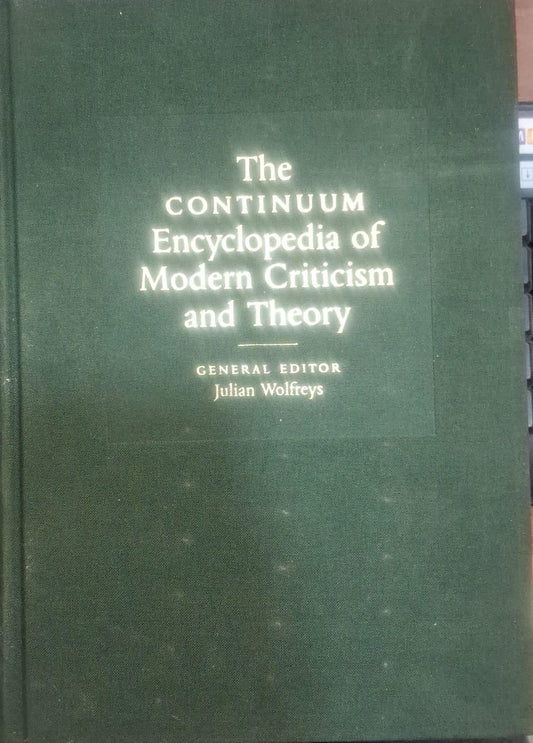 The
CONTINUUM
Encyclopedia of
Modern Criticism
and Theory
GENERAL EDITOR
Julian Wolfreys